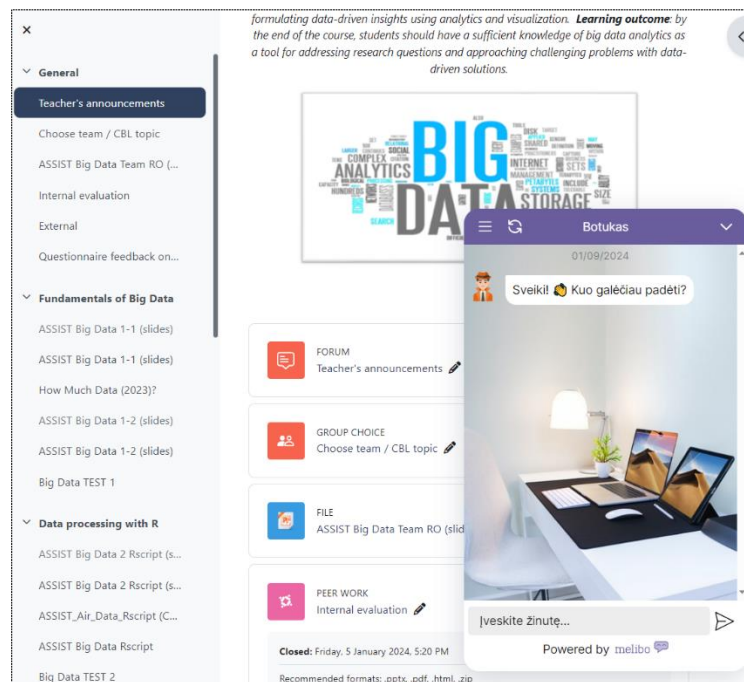 General
Teacher's announcements
Choose team / CBL topic
ASSIST Big Data Team RO (...
Internal evaluation
External
Questionnaire feedback on...
Fundamentals of Big Data
ASSIST Big Data 1-1 (slides)
ASSIST Big Data 1-1 (slides)
How Much Data (2023)?
ASSIST Big Data 1-2 (slides)
ASSIST Big Data 1-2 (slides)
Big Data TEST 1
Data processing with R
ASSIST Big Data 2 Rscript (s...
ASSIST Big Data 2 Rscript (s...
ASSIST_Air_Data_Rscript (C...
ASSIST Big Data Rscript
Big Data TEST 2
formulating data-driven insights using analytics and visualization. Learning outcome: by
the end of the course, students should have a sufficient knowledge of big data analytics as
a tool for addressing research questions and approaching challenging problems with data-
driven solutions.
BIG
DATA
COMPLEX
SOCIAL
ANALYTICS
HUNDREDS
SEARCH
DISK
SHARED
INTERNET
MANAGEMENT
SETS
PETABYTES
INCLUDE
SYSTEMS
SIZE
STORAGE
FORUM
Teacher's announcements
GROUP CHOICE
Choose team / CBL topic
FILE
ASSIST Big Data Team RO (slid
PEER WORK
Internal evaluation
Closed: Friday, 5 January 2024, 5:20 PM
Recommended formats: .pptx, .pdf, .html, .zip
Botukas
01/09/2024
Sveiki! 👋 Kuo galėčiau padėti?
Įveskite žinutę...
Powered by melibo